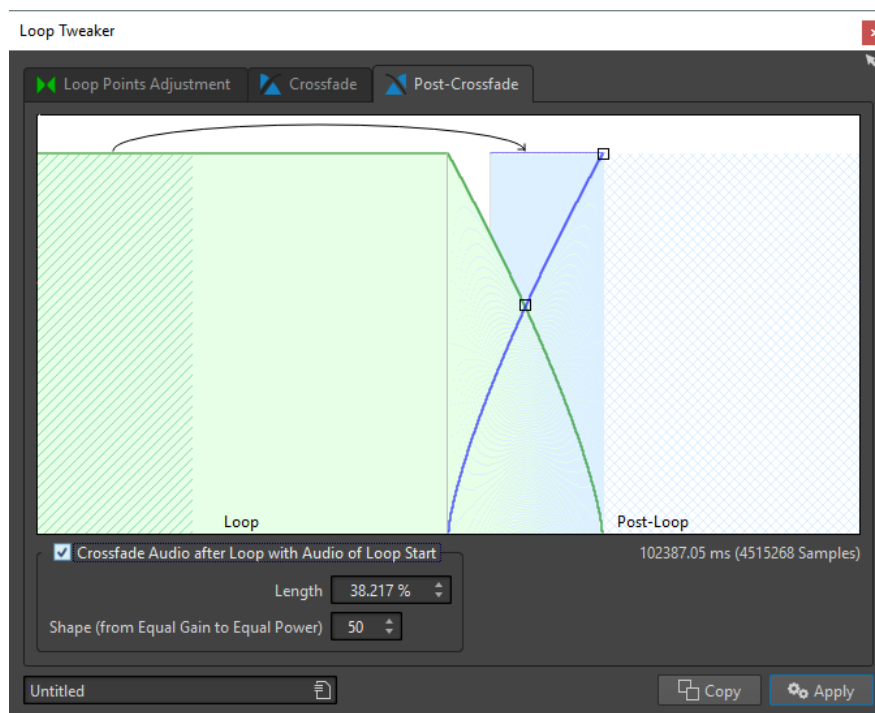 Loop Tweaker
Loop Points Adjustment
Crossfade
Post-Crossfade
Loop
Post-Loop
Crossfade Audio after Loop with Audio of Loop Start
102387.05 ms (4515268 Samples)
Length 38.217 %
Shape (from Equal Gain to Equal Power) 50
Untitled
Copy
Apply